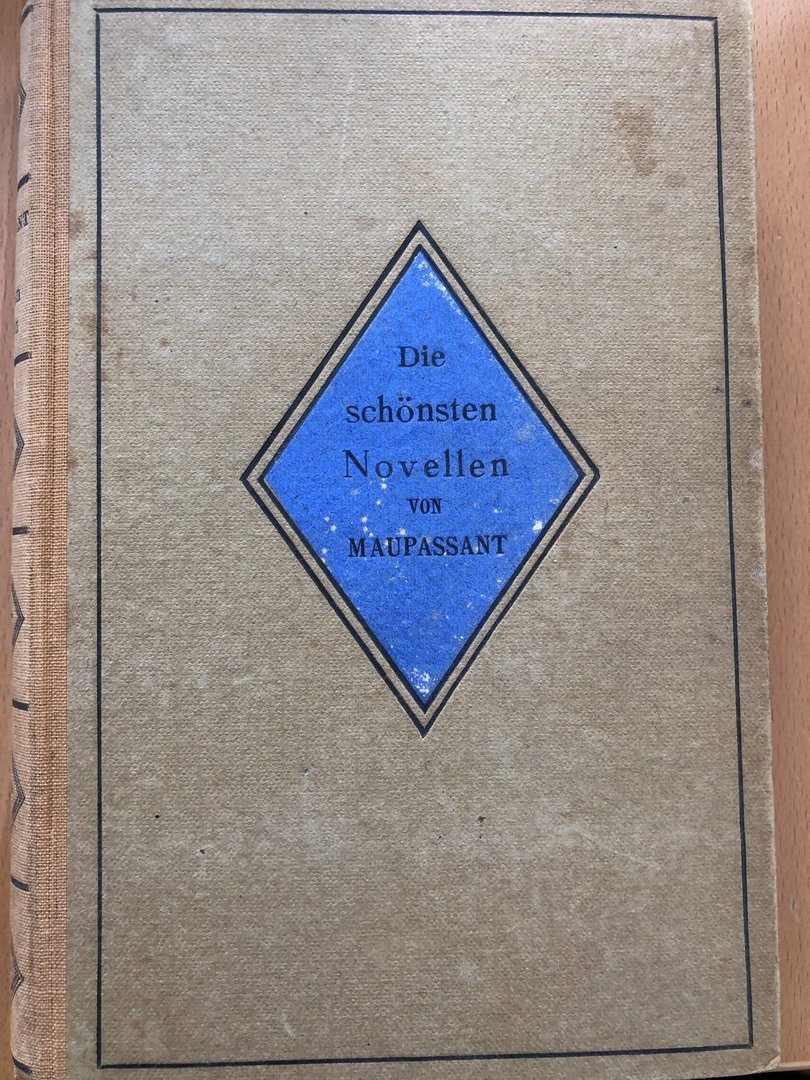 Die
schönsten
Novellen
VON
MAUPASSANT